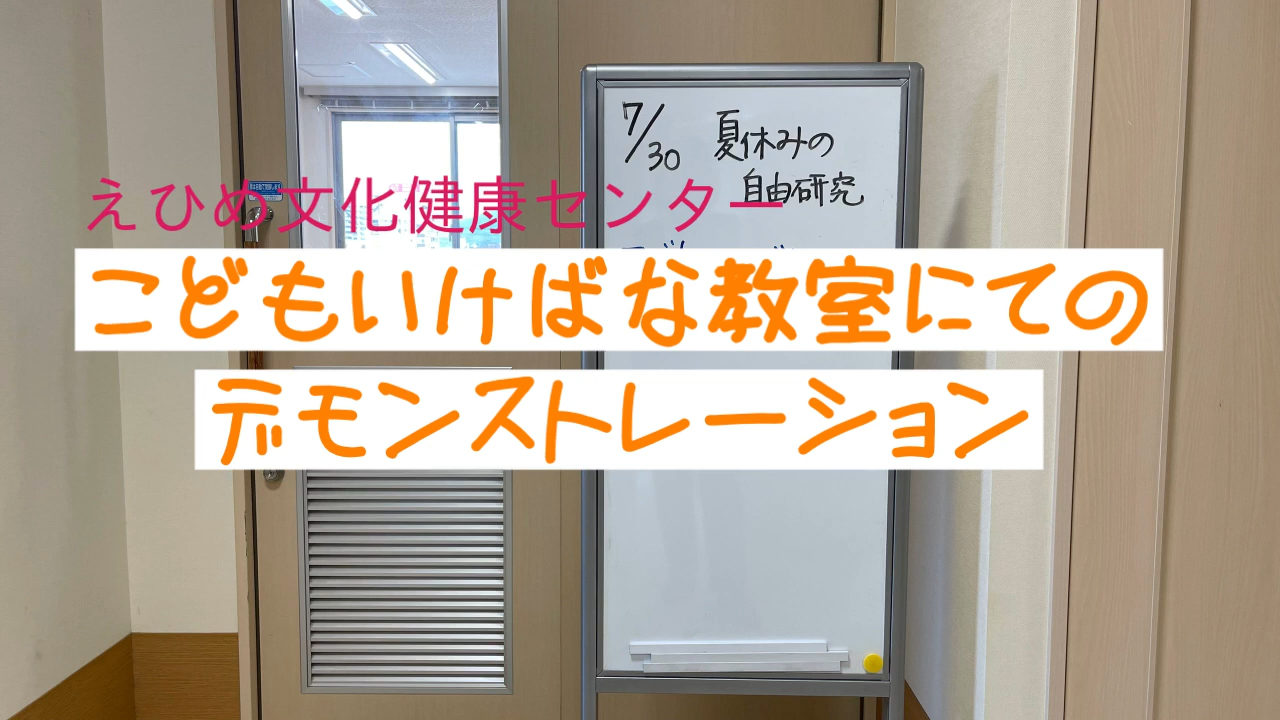 7/30 夏休みの
自由研究
えひめ文化健康センター
こどもいけばな教室にての
デモンストレーション